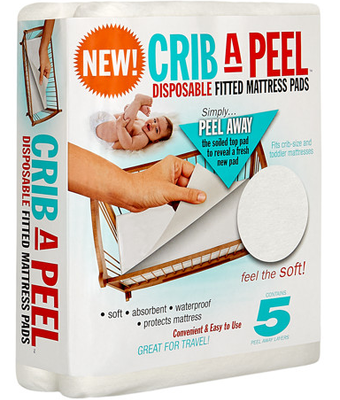 NEW!
CRIB A PEEL™
DISPOSABLE FITTED MATTRESS PADS
Simply...
PEEL AWAY
the soiled top pad
to reveal a fresh
new pad
Fits crib-size and
toddler mattresses
feel the soft!
• soft • absorbent • waterproof
• protects mattress
Convenient & Easy to Use
GREAT FOR TRAVEL!
CONTAINS
5
PEEL AWAY LAYERS
CRIB A PEEL
DISPOSABLE FITTED MATTRESS PADS